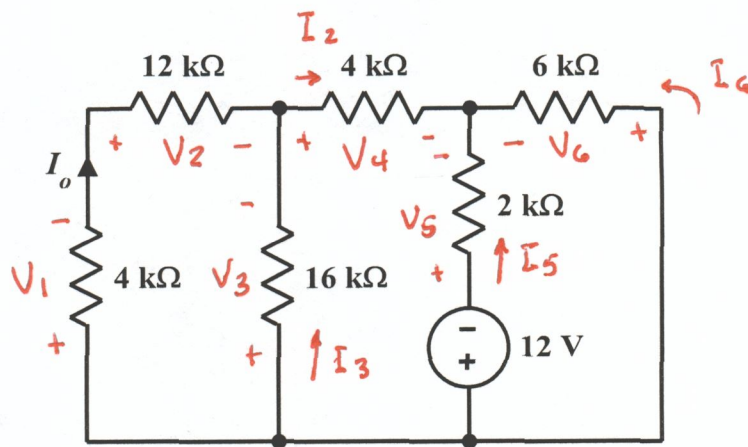 I2
12 kΩ
4 kΩ
6 kΩ
I6
+ V2 -
+ V4 -
- V6 +
Io
-
V1
+
4 kΩ
-
V3
+
16 kΩ
I3
-
V5
+
2 kΩ
I5
-
+
12 V